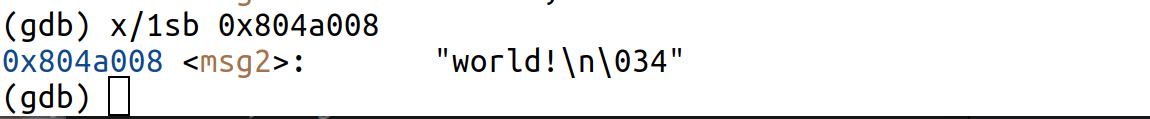 (gdb) x/1sb 0x804a008
0x804a008 <msg2>:       "world!\n\034"
(gdb)